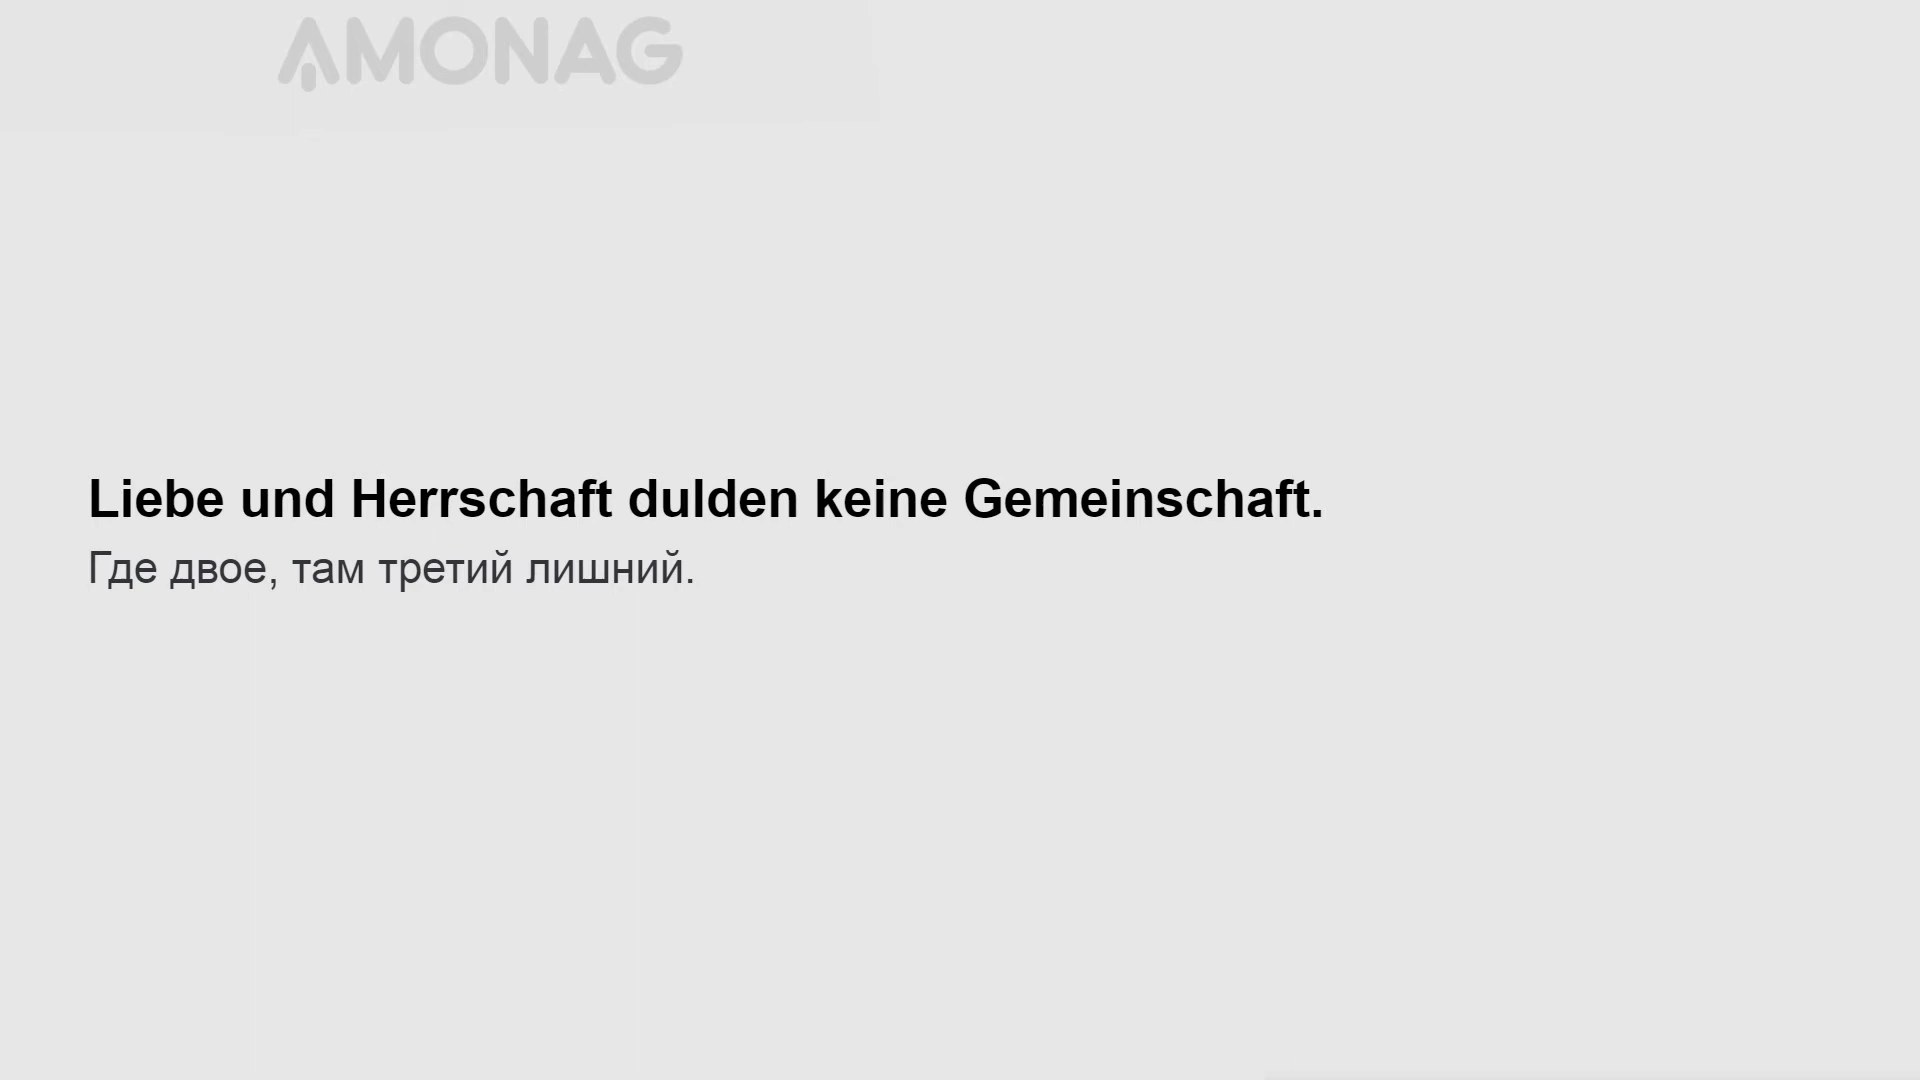 AMONAG
Liebe und Herrschaft dulden keine Gemeinschaft.
Где двое, там третий лишний.